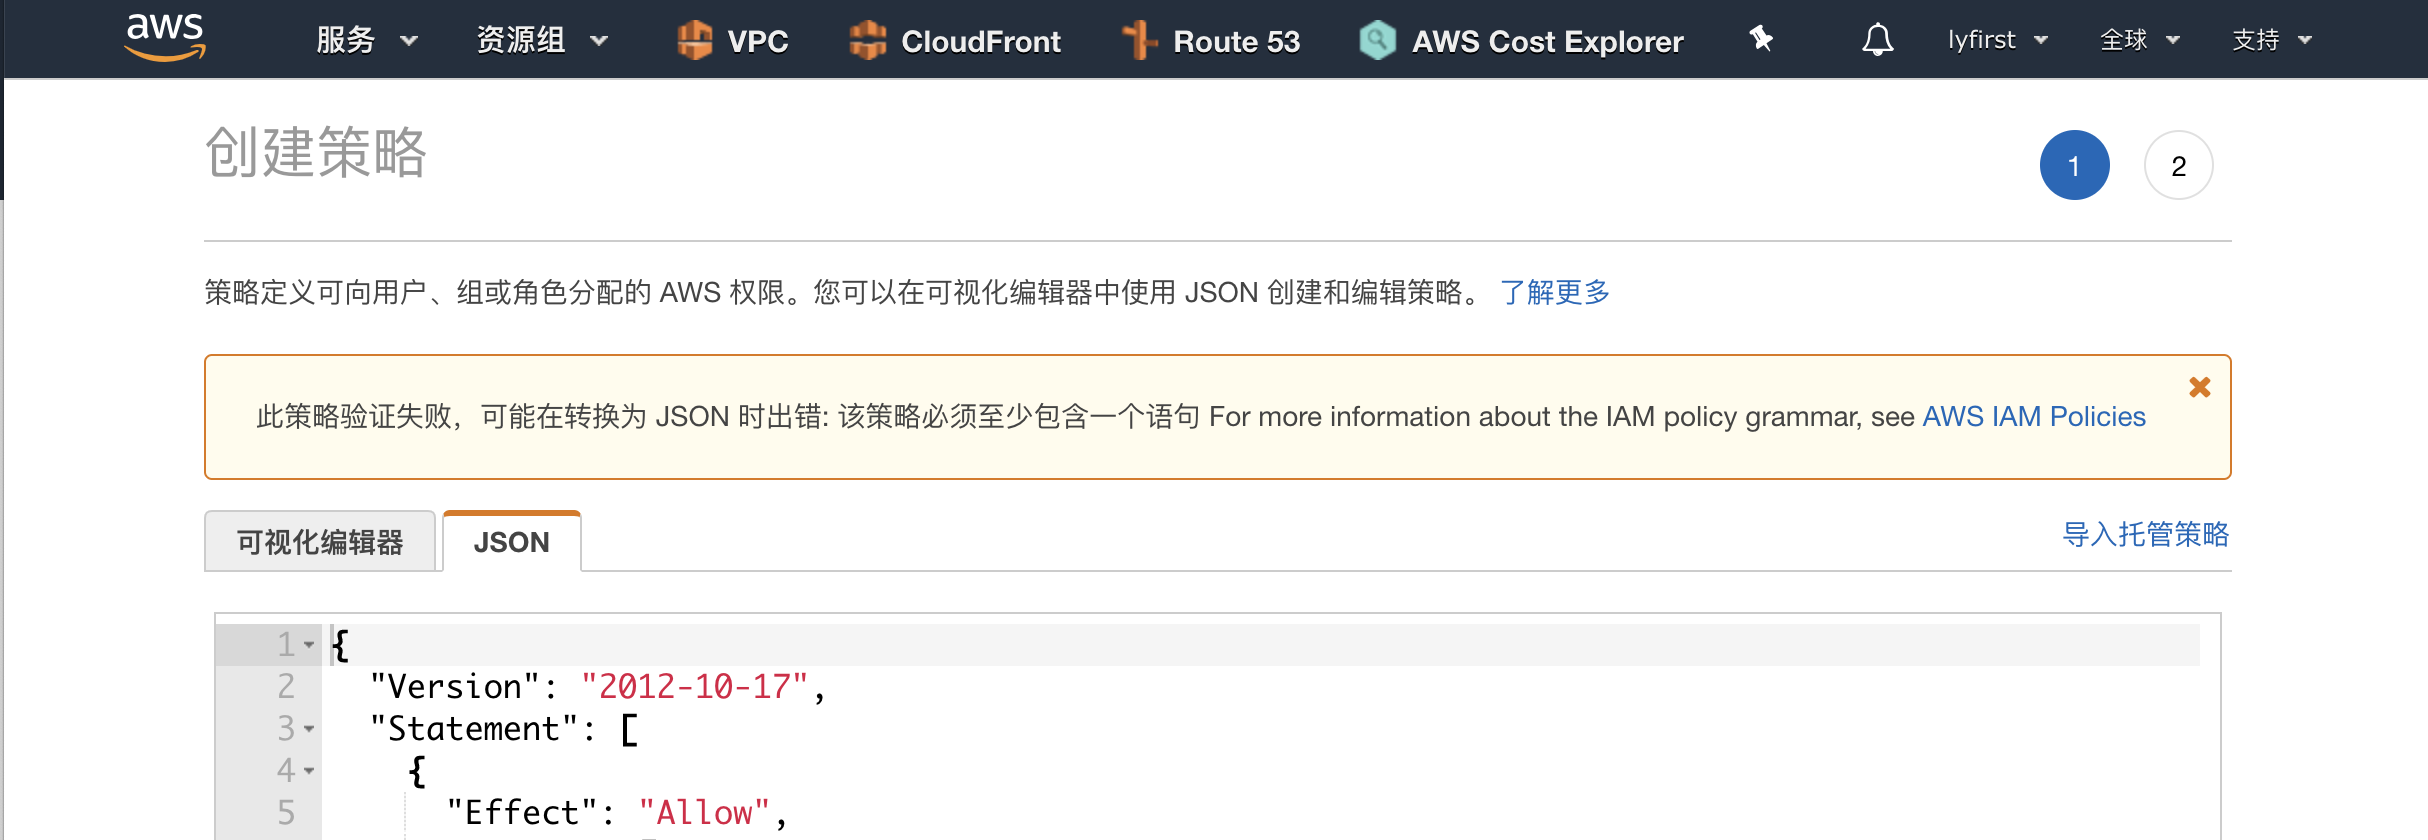 aws 服务 资源组 VPC CloudFront Route 53 AWS Cost Explorer lyfirst 全球 支持
创建策略
1 2
策略定义可向用户、组或角色分配的 AWS 权限。您可以在可视化编辑器中使用 JSON 创建和编辑策略。 了解更多
此策略验证失败，可能在转换为 JSON 时出错: 该策略必须至少包含一个语句 For more information about the IAM policy grammar, see AWS IAM Policies
可视化编辑器 JSON 导入托管策略
1 {
2 "Version": "2012-10-17",
3 "Statement": [
4 {
5 "Effect": "Allow",